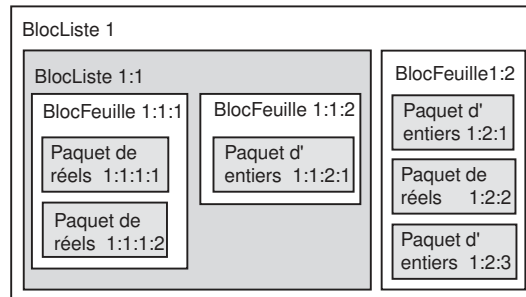 BlocListe 1
BlocListe 1:1
BlocFeuille 1:1:1
Paquet de
réels 1:1:1:1
Paquet de
réels 1:1:1:2
BlocFeuille 1:1:2
Paquet d'
entiers 1:1:2:1
BlocFeuille1:2
Paquet d'
entiers 1:2:1
Paquet de
réels 1:2:2
Paquet d'
entiers 1:2:3